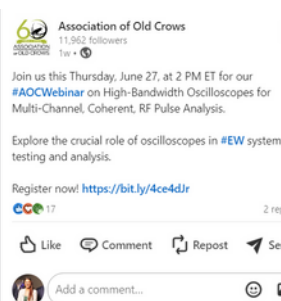 60
ASSOCIATION
OF OLD CROWS
Association of Old Crows
11,962 followers
1w •
Join us this Thursday, June 27, at 2 PM ET for our
#AOCWebinar on High-Bandwidth Oscilloscopes for
Multi-Channel, Coherent, RF Pulse Analysis.
Explore the crucial role of oscilloscopes in #EW system
testing and analysis.
Register now! https://bit.ly/4ce4dJr
17
2 re
Like
Comment
Repost
Se
Add a comment...